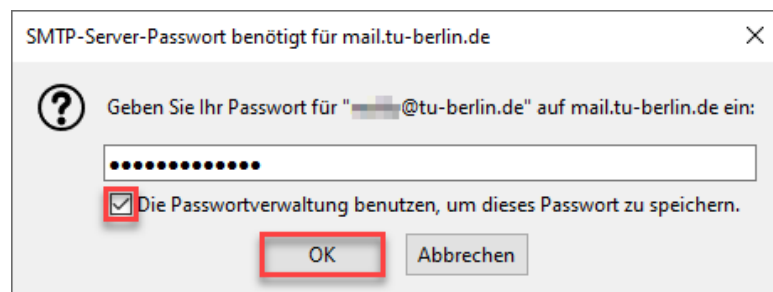 SMTP-Server-Passwort benötigt für mail.tu-berlin.de
Geben Sie Ihr Passwort für "@tu-berlin.de" auf mail.tu-berlin.de ein:
•••••••••••••
Die Passwortverwaltung benutzen, um dieses Passwort zu speichern.
OK Abbrechen